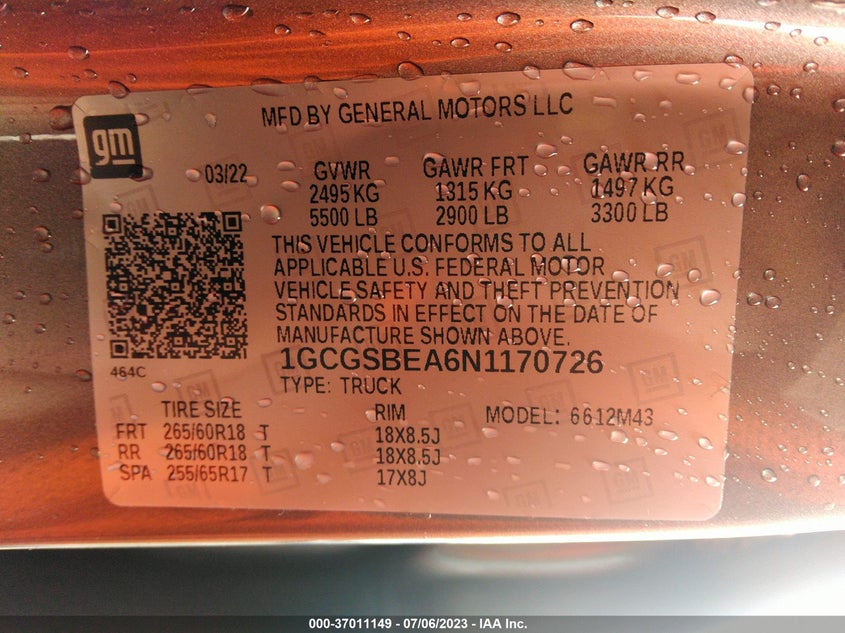 MFD BY GENERAL MOTORS LLC
gm
03/22 GVWR GAWR FRT GAWR RR
2495 KG 1315 KG 1497 KG
5500 LB 2900 LB 3300 LB
THIS VEHICLE CONFORMS TO ALL
APPLICABLE U.S. FEDERAL MOTOR
VEHICLE SAFETY AND THEFT PREVENTION
STANDARDS IN EFFECT ON THE DATE OF
MANUFACTURE SHOWN ABOVE.
464C
1GCGSBEA6N1170726
TYPE: TRUCK
TIRE SIZE RIM MODEL: 6612M43
FRT 265/60R18 T 18X8.5J
RR 265/60R18 T 18X8.5J
SPA 255/65R17 T 17X8J
000-37011149 - 07/06/2023 - IAA Inc.